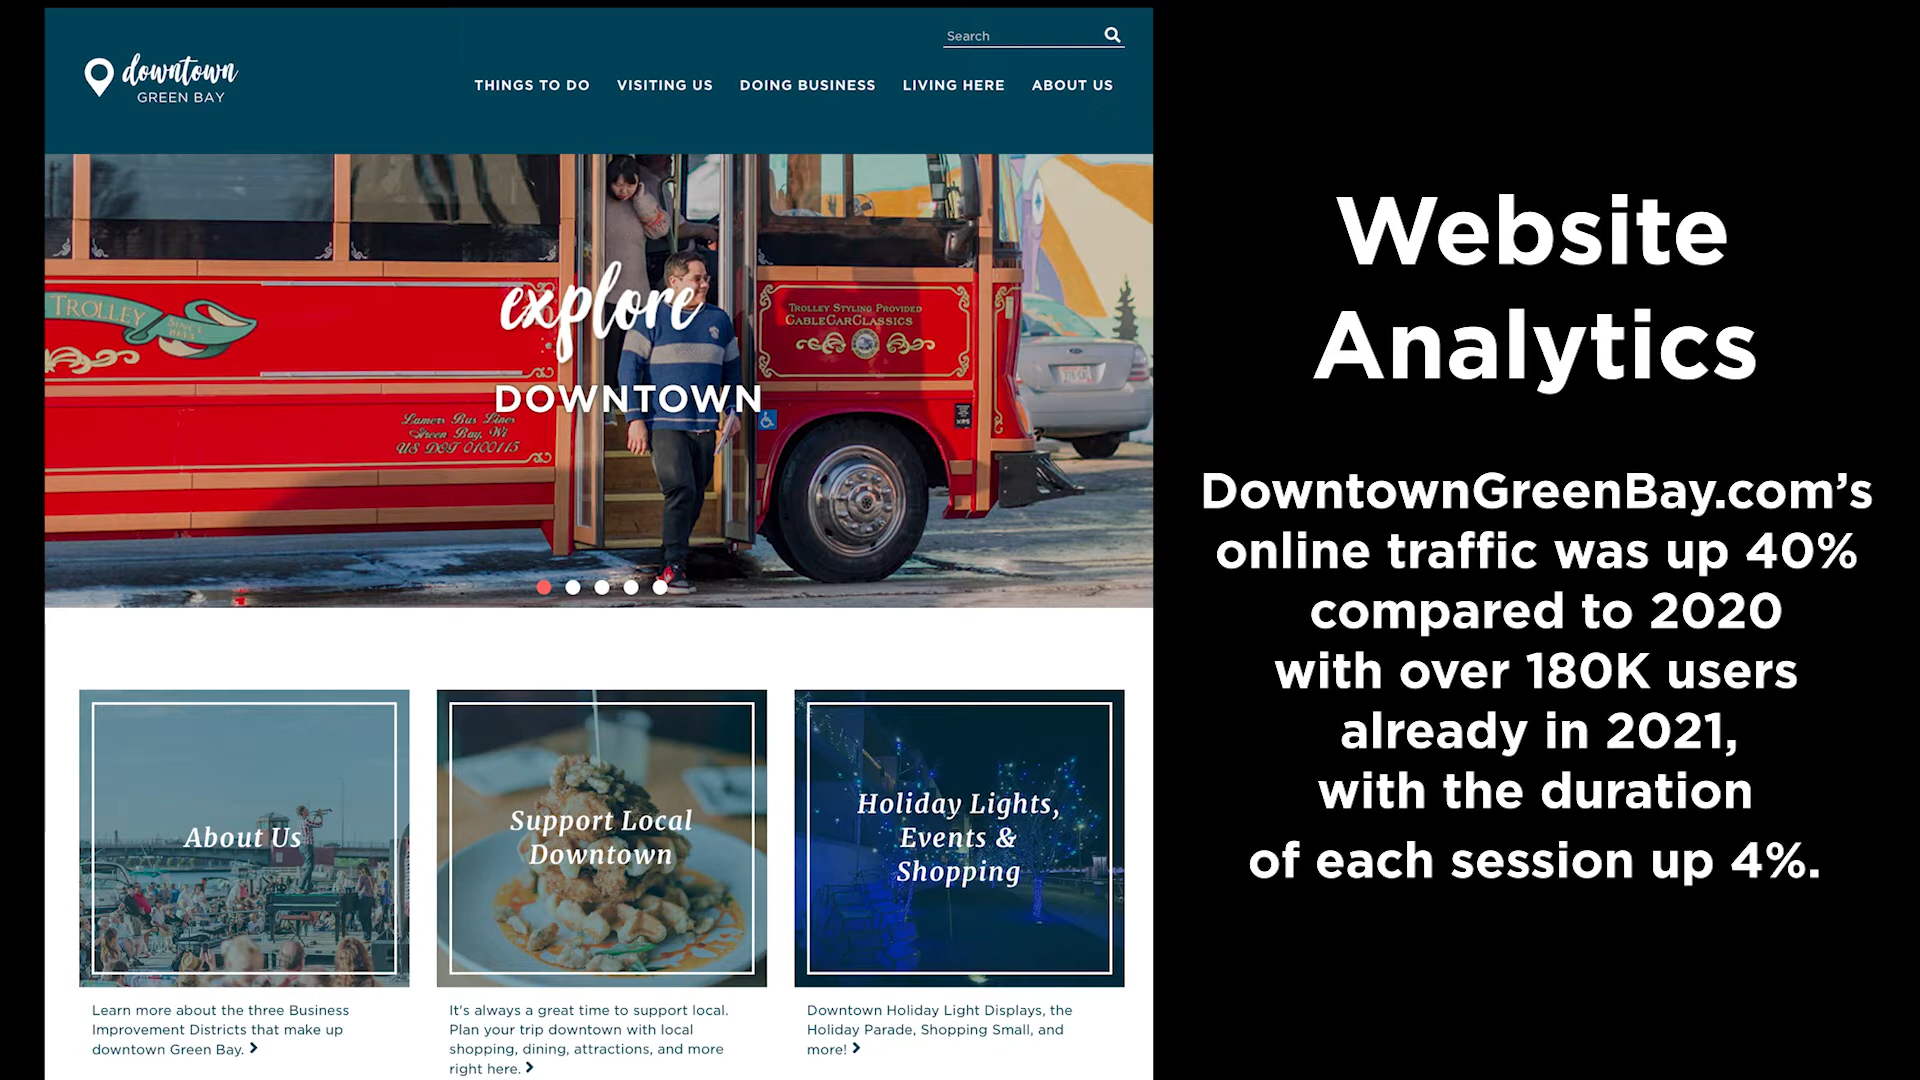 Search
downtown
GREEN BAY
THINGS TO DO VISITING US DOING BUSINESS LIVING HERE ABOUT US
TROLLEY
SINCE
TROLLEY STYLING PROVIDED
CABLECARCLASSICS
explore
DOWNTOWN
Lamers Bus Lines
Green Bay, Wi
US DOT 0100115
About Us
Learn more about the three Business
Improvement Districts that make up
downtown Green Bay.
Support Local
Downtown
It's always a great time to support local.
Plan your trip downtown with local
shopping, dining, attractions, and more
right here.
Holiday Lights,
Events &
Shopping
Downtown Holiday Light Displays, the
Holiday Parade, Shopping Small, and
more!
Website
Analytics
DowntownGreenBay.com’s
online traffic was up 40%
compared to 2020
with over 180K users
already in 2021,
with the duration
of each session up 4%.